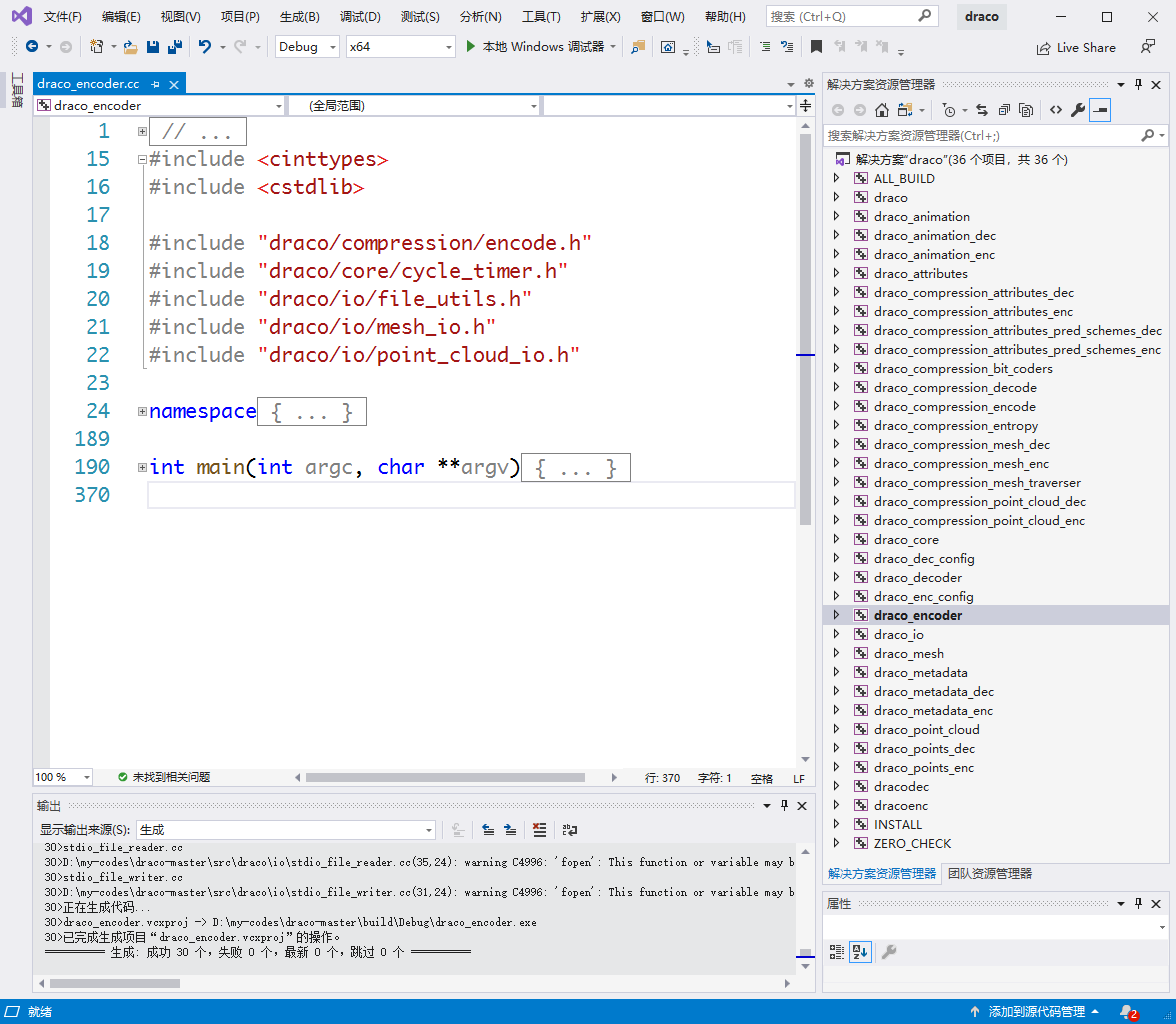 文件(F) 编辑(E) 视图(V) 项目(P) 生成(B) 调试(D) 测试(S) 分析(N) 工具(T) 扩展(X) 窗口(W) 帮助(H) 搜索 (Ctrl+Q) draco
Debug x64 本地 Windows 调试器 Live Share
工具箱
draco_encoder.cc
draco_encoder (全局范围)
1 // ...
15 #include <cinttypes>
16 #include <cstdlib>
17
18 #include "draco/compression/encode.h"
19 #include "draco/core/cycle_timer.h"
20 #include "draco/io/file_utils.h"
21 #include "draco/io/mesh_io.h"
22 #include "draco/io/point_cloud_io.h"
23
24 namespace { ... }
189
190 int main(int argc, char **argv) { ... }
370
100 % 未找到相关问题 行: 370 字符: 1 空格 LF
输出
显示输出来源(S): 生成
30>stdio_file_reader.cc
30>D:\my-codes\draco-master\src\draco\io\stdio_file_reader.cc(35,24): warning C4996: 'fopen': This function or variable may b
30>stdio_file_writer.cc
30>D:\my-codes\draco-master\src\draco\io\stdio_file_writer.cc(31,24): warning C4996: 'fopen': This function or variable may b
30>正在生成代码...
30>draco_encoder.vcxproj -> D:\my-codes\draco-master\build\Debug\draco_encoder.exe
30>已完成生成项目“draco_encoder.vcxproj”的操作。
========== 生成: 成功 30 个，失败 0 个，最新 0 个，跳过 0 个 ==========
解决方案资源管理器
搜索解决方案资源管理器(Ctrl+;)
解决方案"draco"(36 个项目，共 36 个)
ALL_BUILD
draco
draco_animation
draco_animation_dec
draco_animation_enc
draco_attributes
draco_compression_attributes_dec
draco_compression_attributes_enc
draco_compression_attributes_pred_schemes_dec
draco_compression_attributes_pred_schemes_enc
draco_compression_bit_coders
draco_compression_decode
draco_compression_encode
draco_compression_entropy
draco_compression_mesh_dec
draco_compression_mesh_enc
draco_compression_mesh_traverser
draco_compression_point_cloud_dec
draco_compression_point_cloud_enc
draco_core
draco_dec_config
draco_decoder
draco_enc_config
draco_encoder
draco_io
draco_mesh
draco_metadata
draco_metadata_dec
draco_metadata_enc
draco_point_cloud
draco_points_dec
draco_points_enc
dracodec
dracoenc
INSTALL
ZERO_CHECK
解决方案资源管理器 团队资源管理器
属性
就绪 添加到源代码管理 2